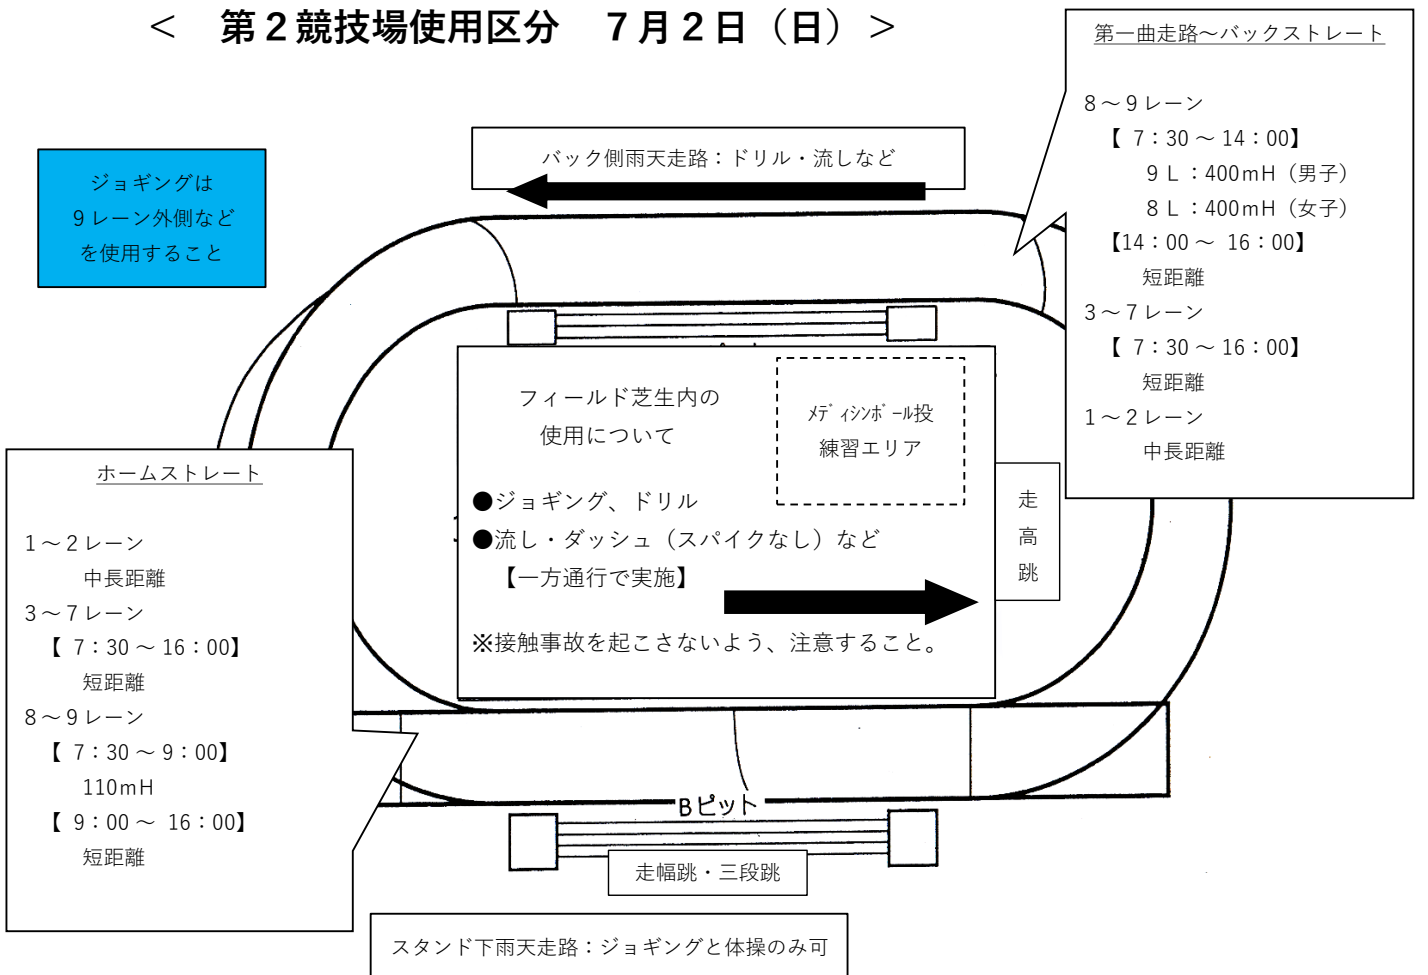 ＜　第２競技場使用区分　７月２日（日）＞
第一曲走路～バックストレート
８～９レーン
【 7：30 ～ 14：00】
９Ｌ：400mH（男子）
８Ｌ：400mH（女子）
【14：00 ～ 16：00】
短距離
３～７レーン
【 7：30 ～ 16：00】
短距離
１～２レーン
中長距離
バック側雨天走路：ドリル・流しなど
ジョギングは
９レーン外側など
を使用すること
フィールド芝生内の
使用について
ﾒﾃﾞｨｼﾝﾎﾞｰﾙ投
練習エリア
●ジョギング、ドリル
●流し・ダッシュ（スパイクなし）など
【一方通行で実施】
※接触事故を起こさないよう、注意すること。
走
高
跳
ホームストレート
１～２レーン
中長距離
３～７レーン
【 7：30 ～ 16：00】
短距離
８～９レーン
【 7：30 ～ 9：00】
110mH
【 9：00 ～ 16：00】
短距離
Bピット
走幅跳・三段跳
スタンド下雨天走路：ジョギングと体操のみ可